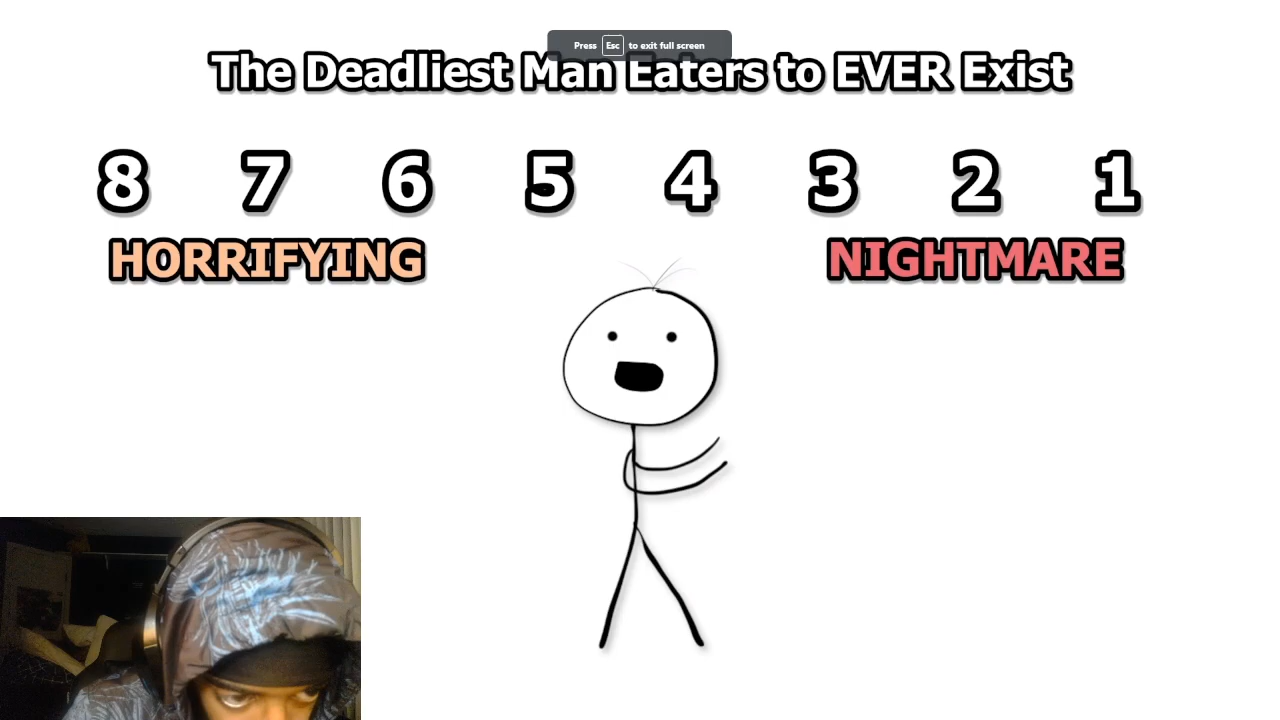 Press Esc to exit full screen
The Deadliest Man Eaters to EVER Exist
8 7 6 5 4 3 2 1
HORRIFYING NIGHTMARE